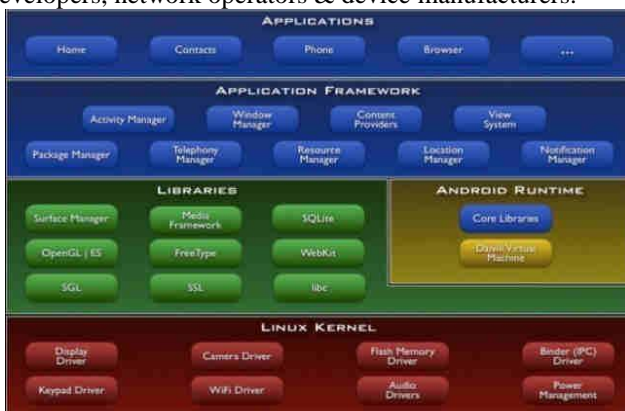 evelopers, network operators & device manufacturers.
APPLICATIONS
Home Contacts Phone Browser ...
APPLICATION FRAMEWORK
Activity Manager Window Manager Content Providers View System
Package Manager Telephony Manager Resource Manager Location Manager Notification Manager
LIBRARIES ANDROID RUNTIME
Surface Manager Media Framework SQLite Core Libraries
OpenGL | ES FreeType WebKit Dalvik Virtual Machine
SGL SSL libc
LINUX KERNEL
Display Driver Camera Driver Flash Memory Driver Binder (IPC) Driver
Keypad Driver WiFi Driver Audio Drivers Power Management